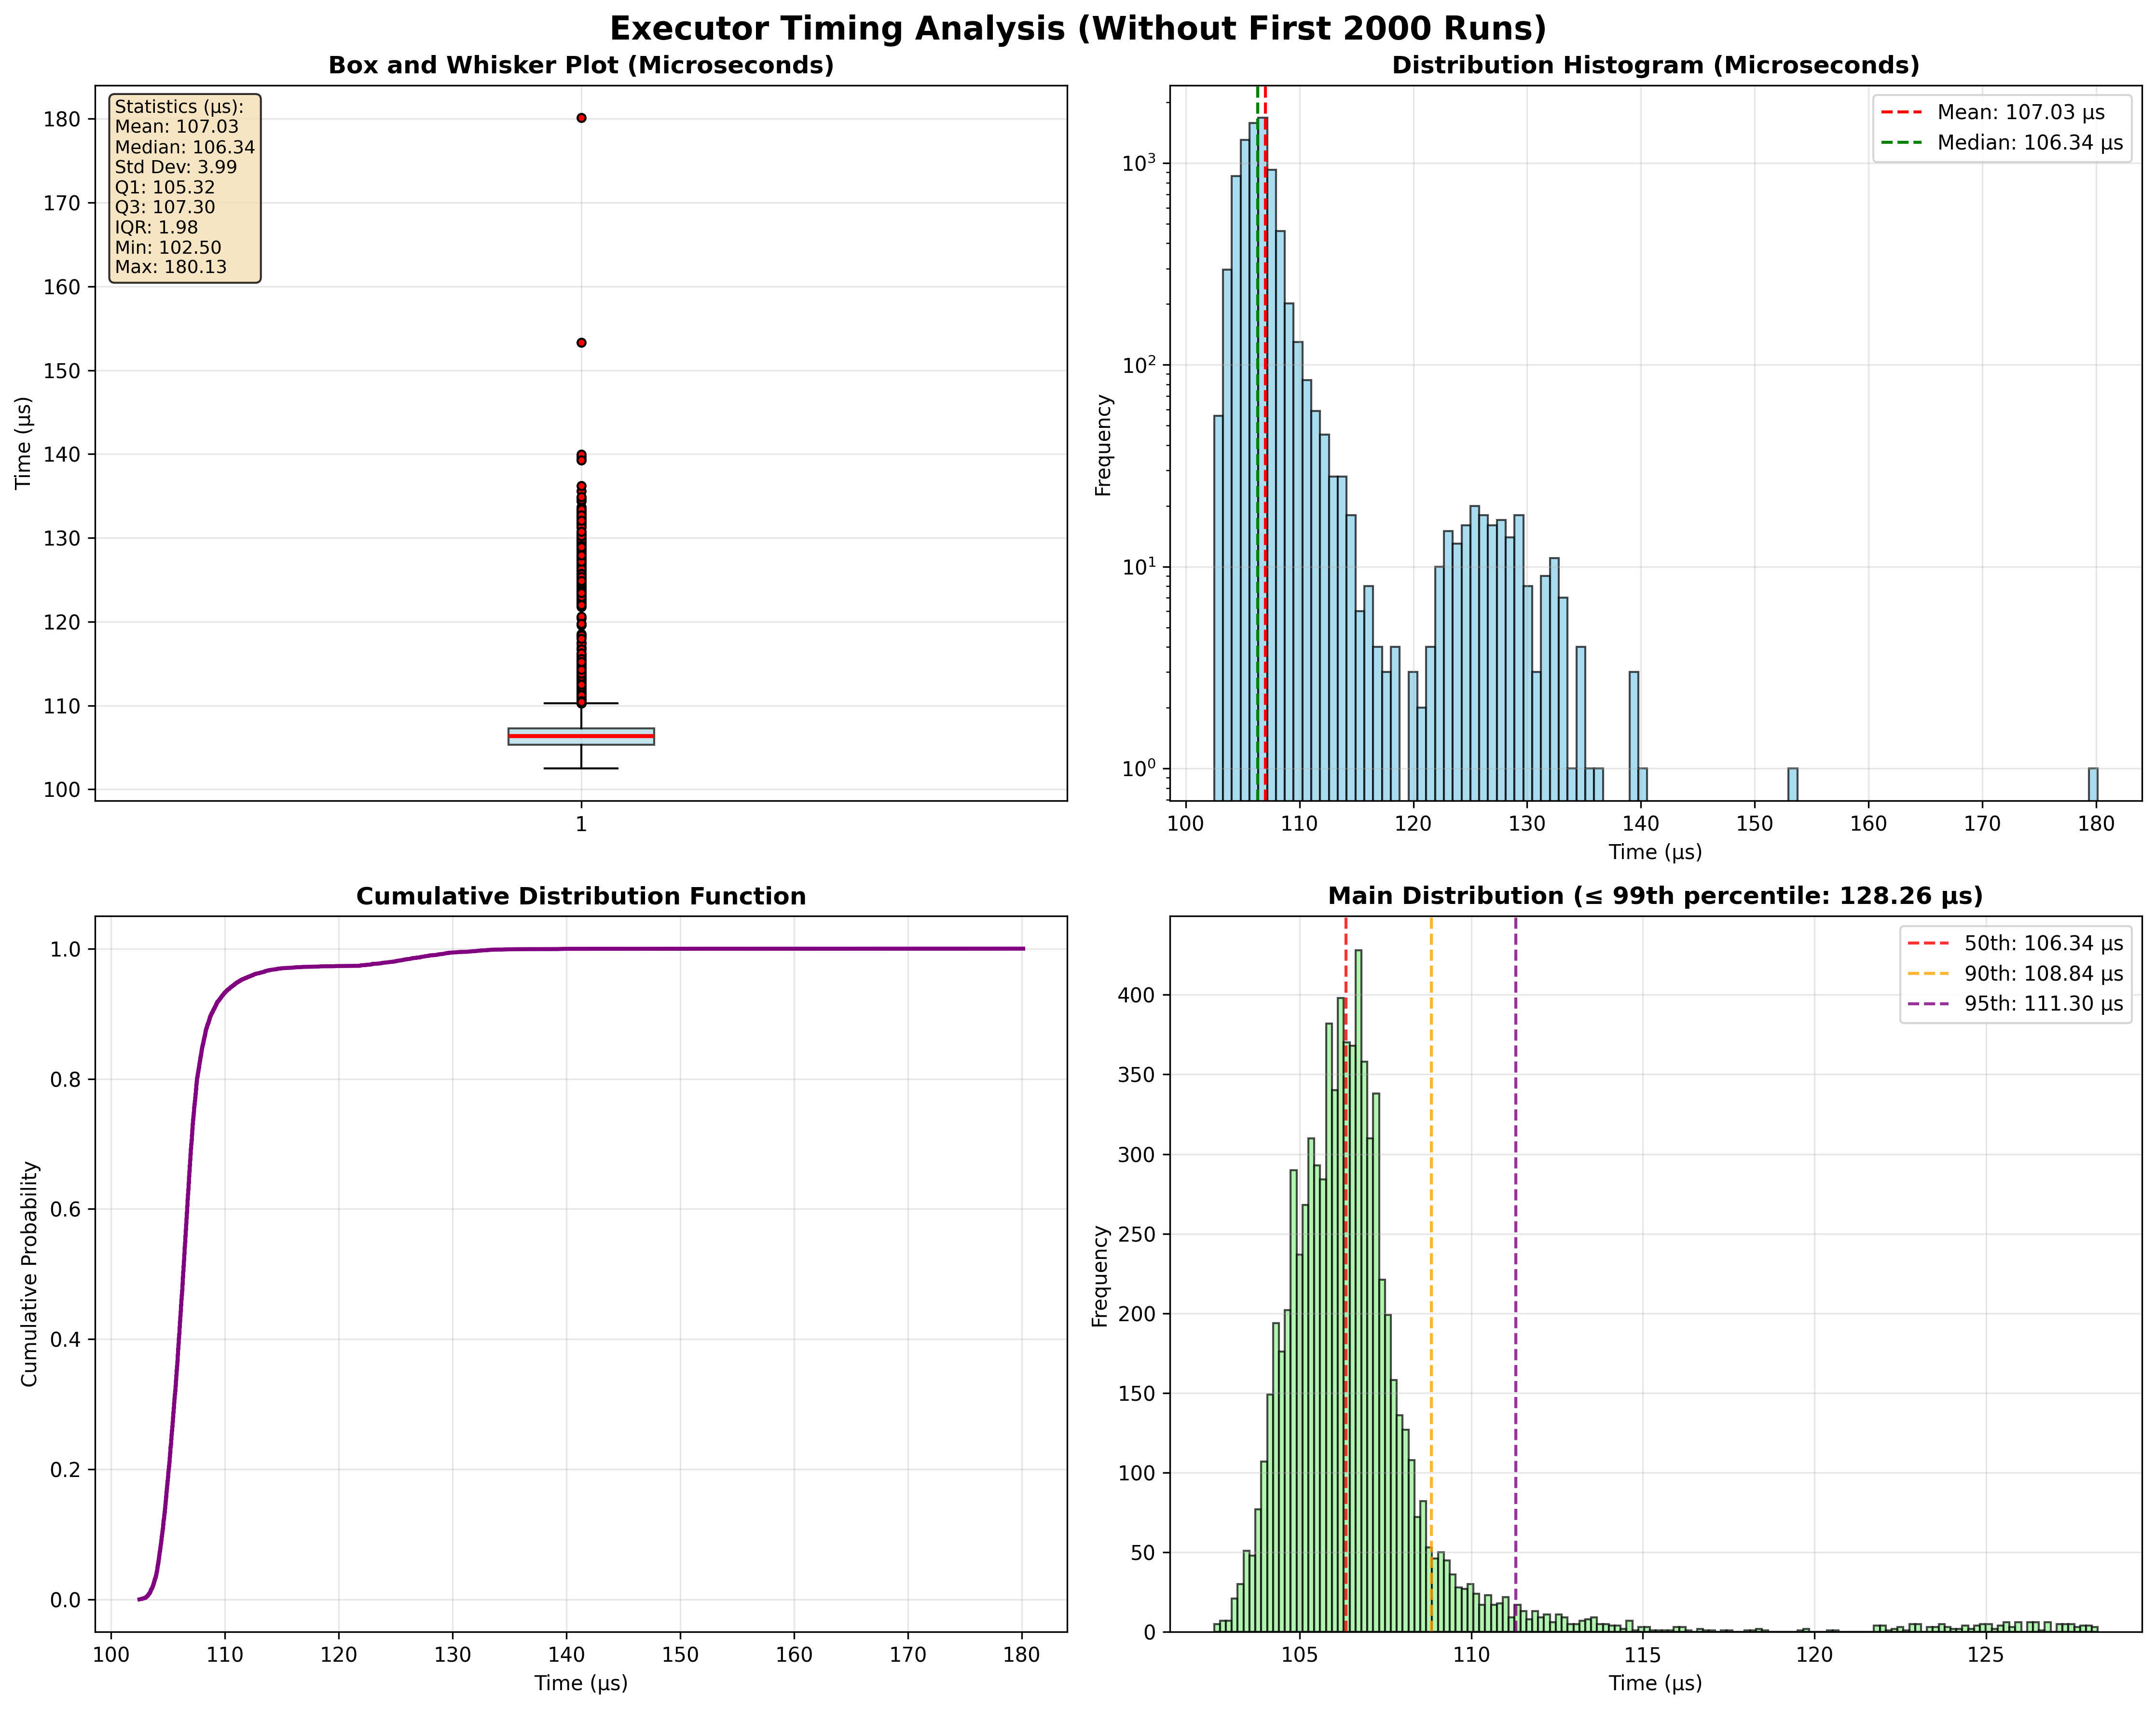 Executor Timing Analysis (Without First 2000 Runs)
Box and Whisker Plot (Microseconds)
Statistics (µs):
Mean: 107.03
Median: 106.34
Std Dev: 3.99
Q1: 105.32
Q3: 107.30
IQR: 1.98
Min: 102.50
Max: 180.13
Time (µs)
180
170
160
150
140
130
120
110
100
1
Distribution Histogram (Microseconds)
Mean: 107.03 µs
Median: 106.34 µs
Frequency
10³
10²
10¹
10⁰
100 110 120 130 140 150 160 170 180
Time (µs)
Cumulative Distribution Function
Cumulative Probability
1.0
0.8
0.6
0.4
0.2
0.0
100 110 120 130 140 150 160 170 180
Time (µs)
Main Distribution (≤ 99th percentile: 128.26 µs)
50th: 106.34 µs
90th: 108.84 µs
95th: 111.30 µs
Frequency
400
350
300
250
200
150
100
50
0
105 110 115 120 125
Time (µs)